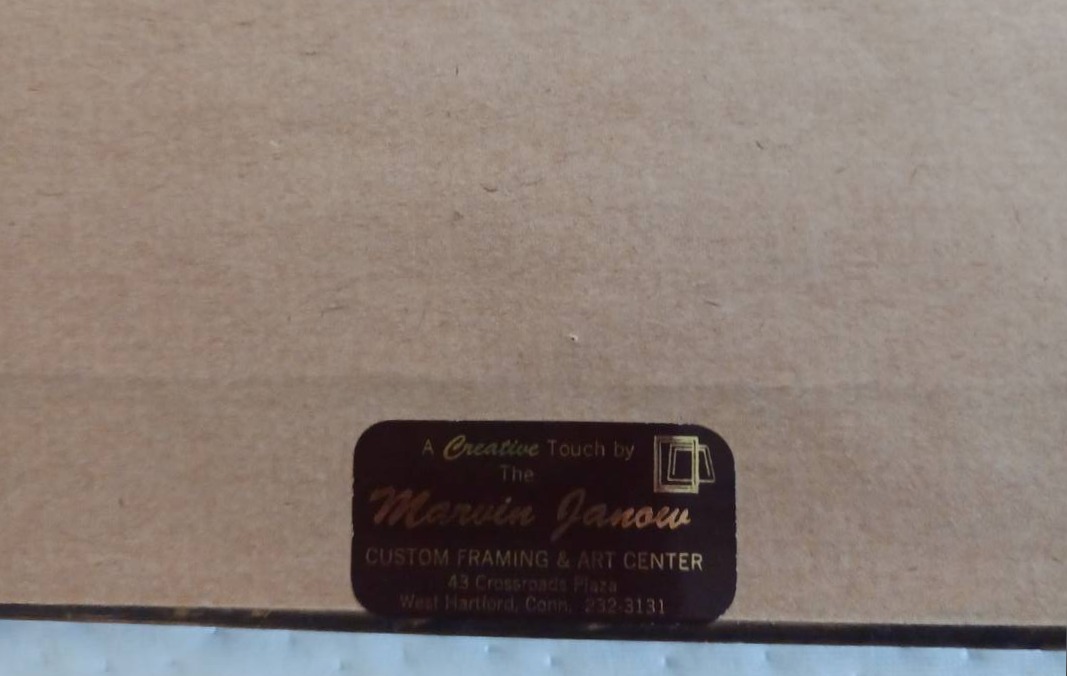 A Creative Touch by
The
Marvin Janow
CUSTOM FRAMING & ART CENTER
43 Crossroads Plaza
West Hartford, Conn. 232-3131